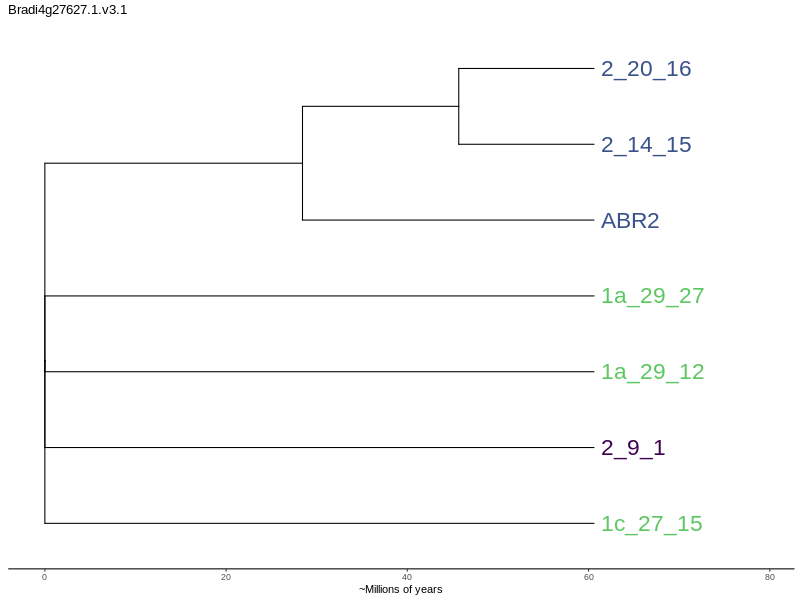 Bradi4g27627.1.v3.1
2_20_16
2_14_15
ABR2
1a_29_27
1a_29_12
2_9_1
1c_27_15
0 20 40 60 80
~Millions of years